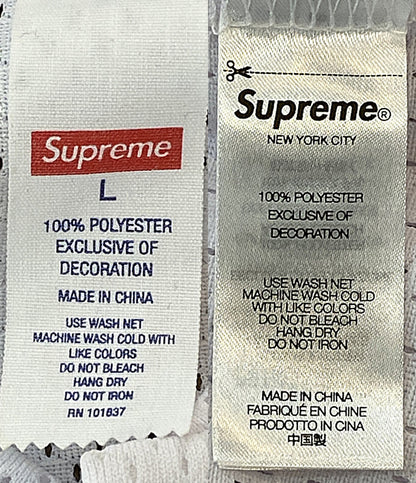 Supreme
L
100% POLYESTER
EXCLUSIVE OF
DECORATION
MADE IN CHINA
USE WASH NET
MACHINE WASH COLD WITH
LIKE COLORS
DO NOT BLEACH
HANG DRY
DO NOT IRON
RN 101837
Supreme®
NEW YORK CITY
100% POLYESTER
EXCLUSIVE OF
DECORATION
USE WASH NET
MACHINE WASH COLD
WITH LIKE COLORS
DO NOT BLEACH
HANG DRY
DO NOT IRON
MADE IN CHINA
FABRIQUÉ EN CHINE
PRODOTTO IN CINA
中国製